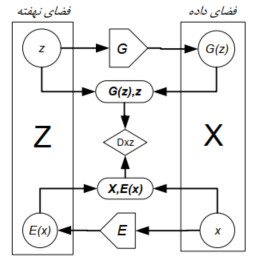 فضای نهفته فضای داده
z G G(z)
G(z),z
Z Dxz X
X,E(x)
E(x) E x